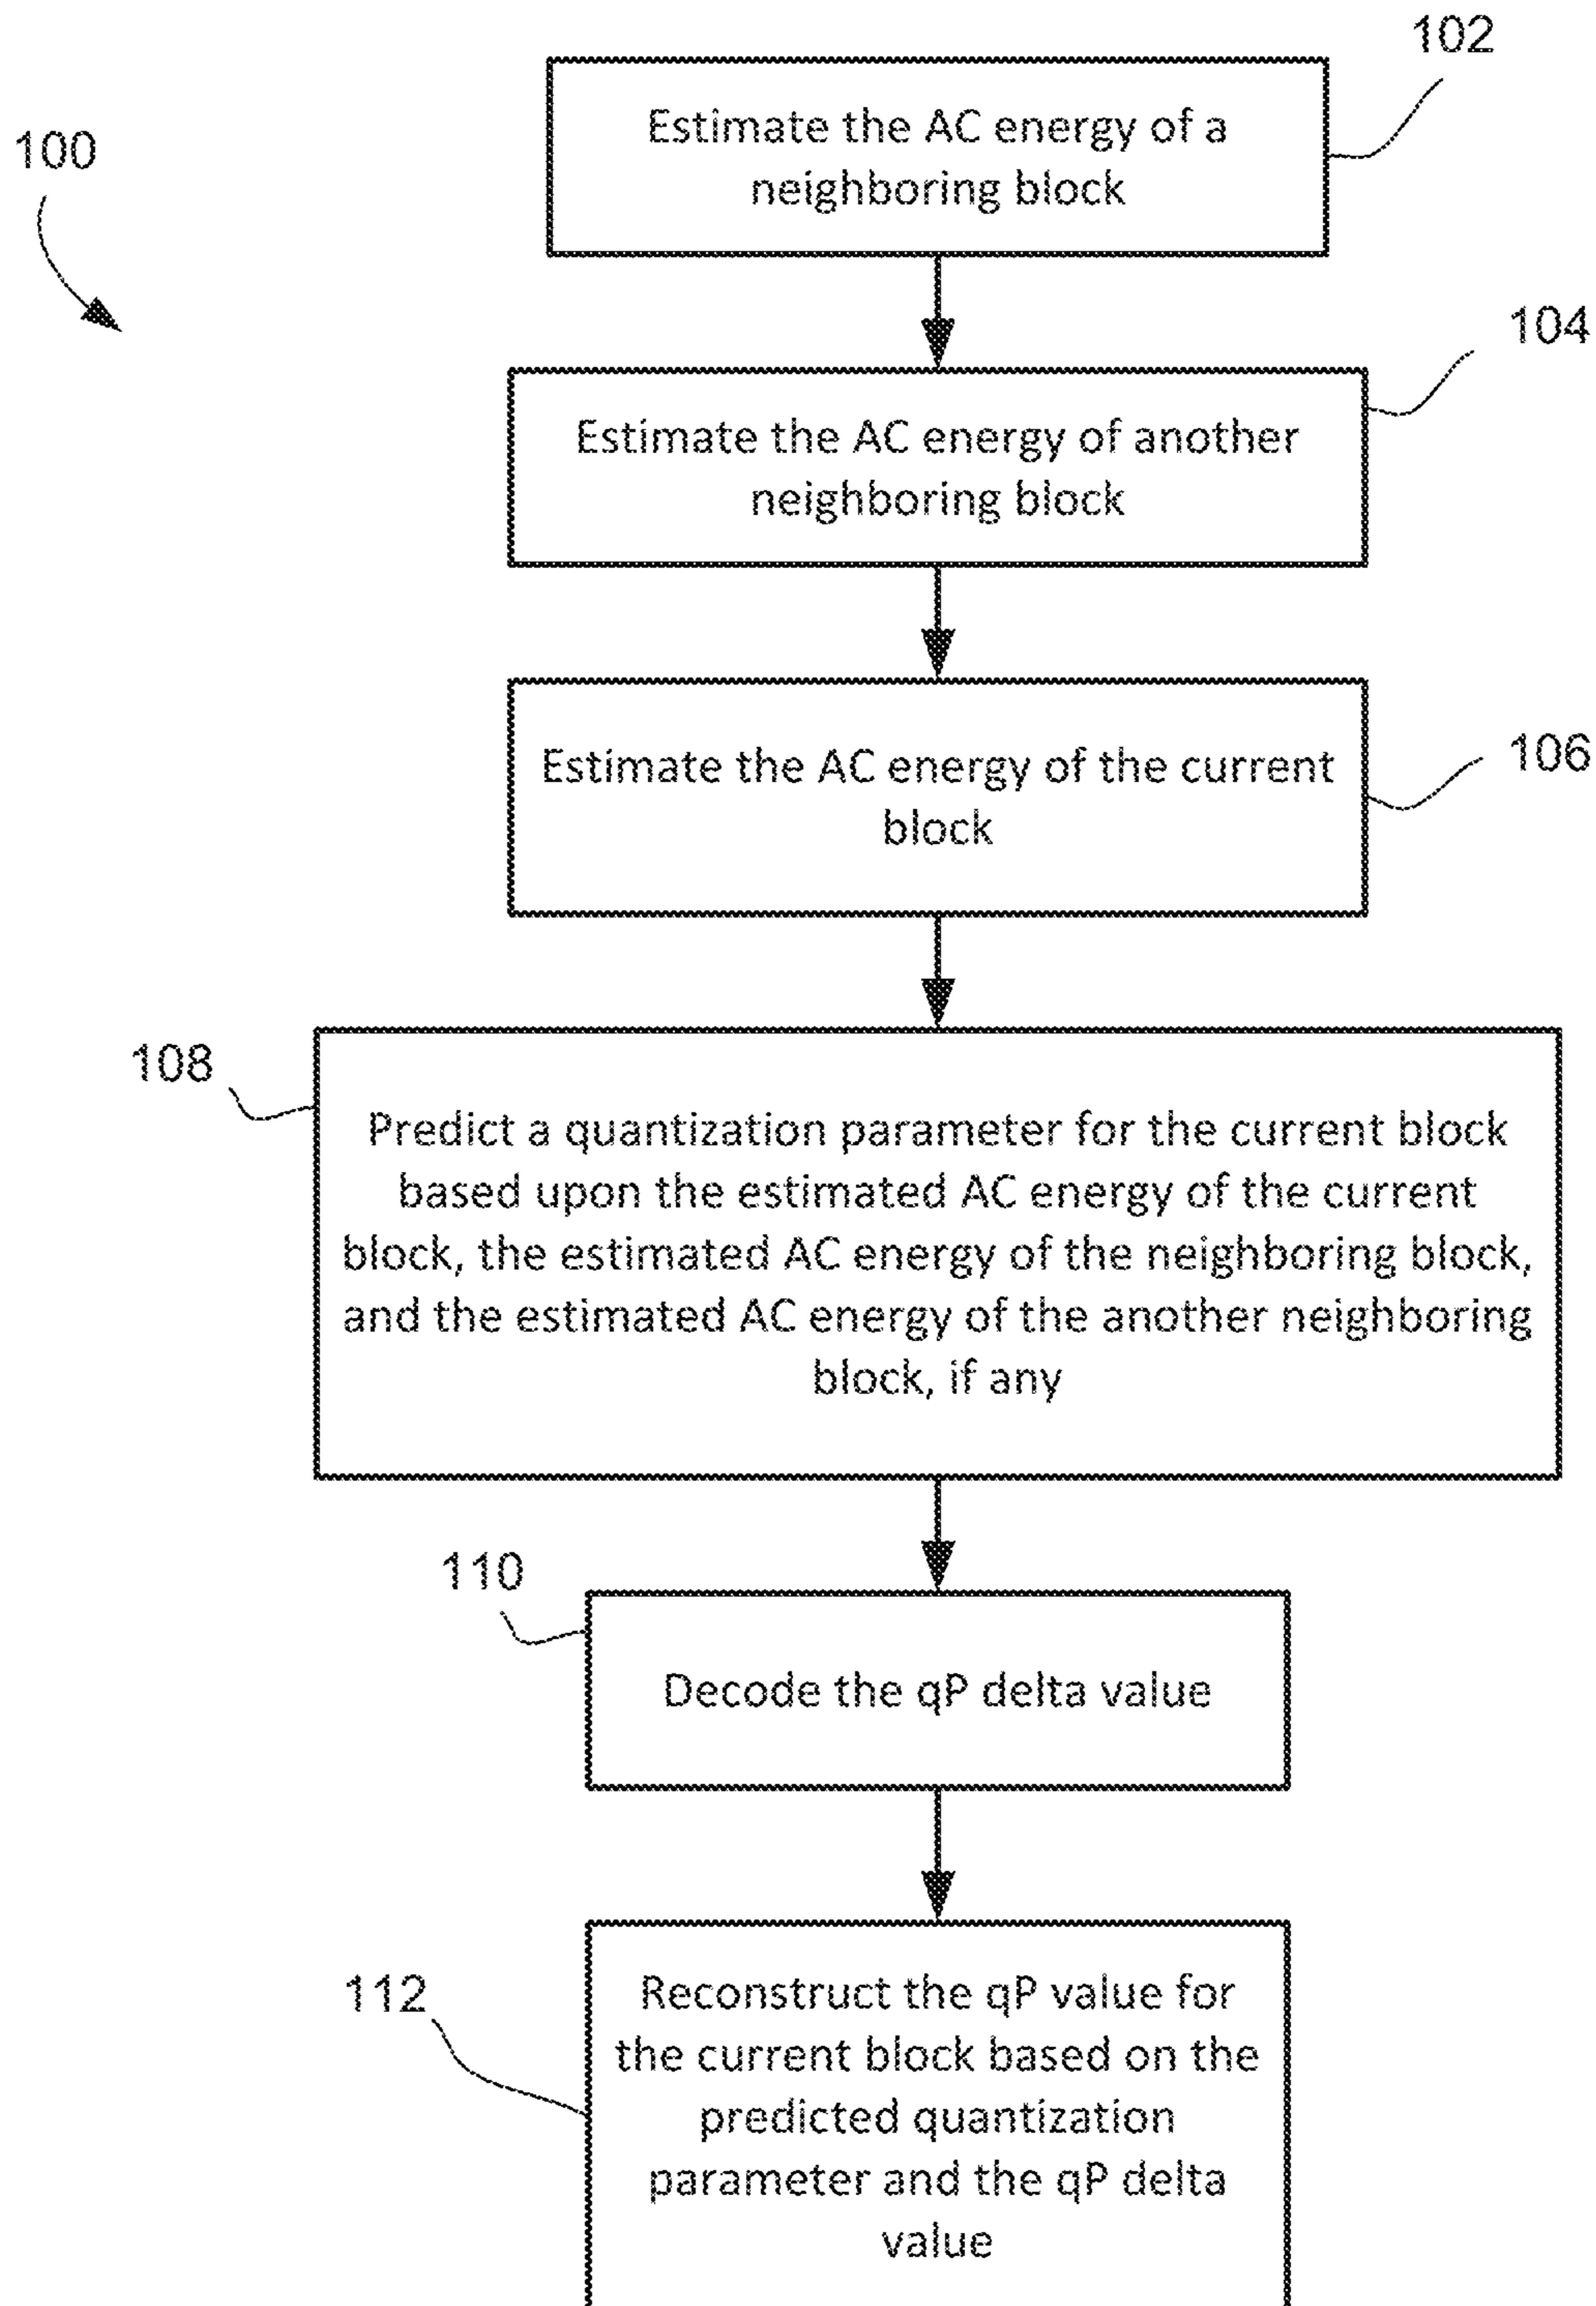 102
Estimate the AC energy of a
neighboring block
100
104
Estimate the AC energy of another
neighboring block
106
Estimate the AC energy of the current
block
108
Predict a quantization parameter for the current block
based upon the estimated AC energy of the current
block, the estimated AC energy of the neighboring block,
and the estimated AC energy of the another neighboring
block, if any
110
Decode the qP delta value
112
Reconstruct the qP value for
the current block based on the
predicted quantization
parameter and the qP delta
value